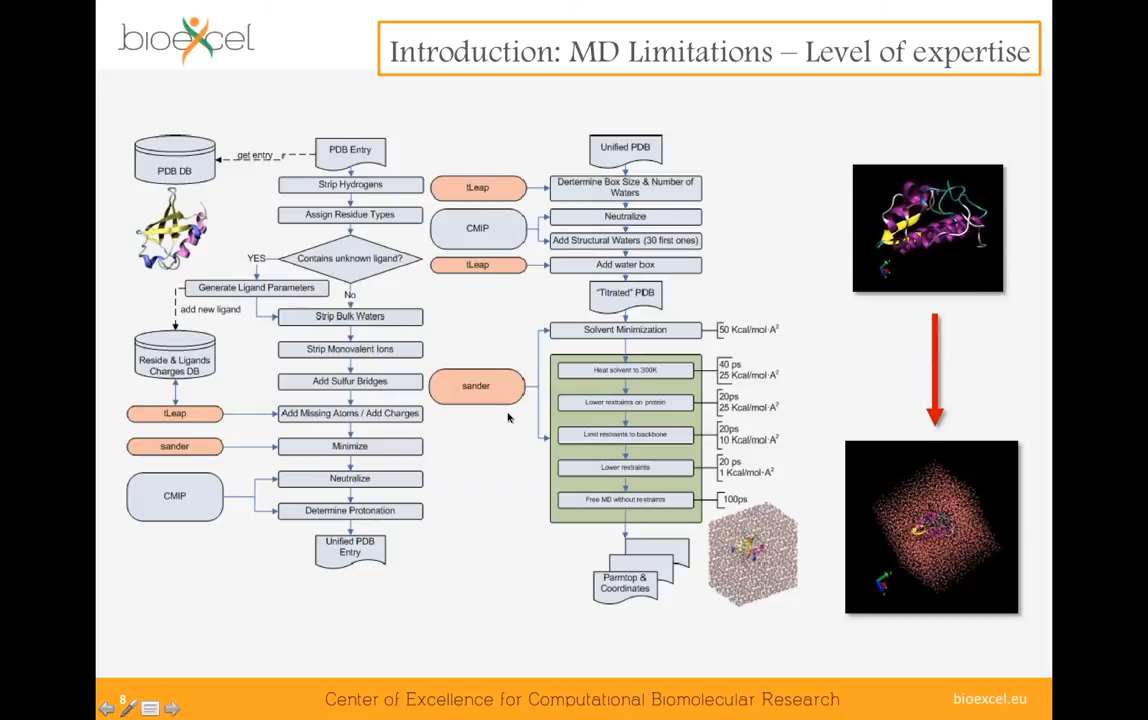 bioexcel
Introduction: MD Limitations – Level of expertise
PDB DB
get entry
PDB Entry
Strip Hydrogens
Assign Residue Types
YES
Contains unknown ligand?
Generate Ligand Parameters
No
add new ligand
Strip Bulk Waters
Strip Monovalent Ions
Reside & Ligands
Charges DB
Add Sulfur Bridges
tLeap
Add Missing Atoms / Add Charges
sander
Minimize
CMIP
Neutralize
Determine Protonation
Unified PDB
Entry
Unified PDB
tLeap
Dertermine Box Size & Number of
Waters
CMIP
Neutralize
Add Structural Waters (30 first ones)
tLeap
Add water box
"Titrated" PDB
Solvent Minimization
50 Kcal/mol·A²
sander
Heat solvent to 300K
40 ps
25 Kcal/mol·A²
Lower restraints on protein
20ps
25 Kcal/mol·A²
Limit restraints to backbone
20ps
10 Kcal/mol·A²
Lower restraints
20 ps
1 Kcal/mol·A²
Free MD without restraints
100ps
Parmtop &
Coordinates
8
Center of Excellence for Computational Biomolecular Research
bioexcel.eu